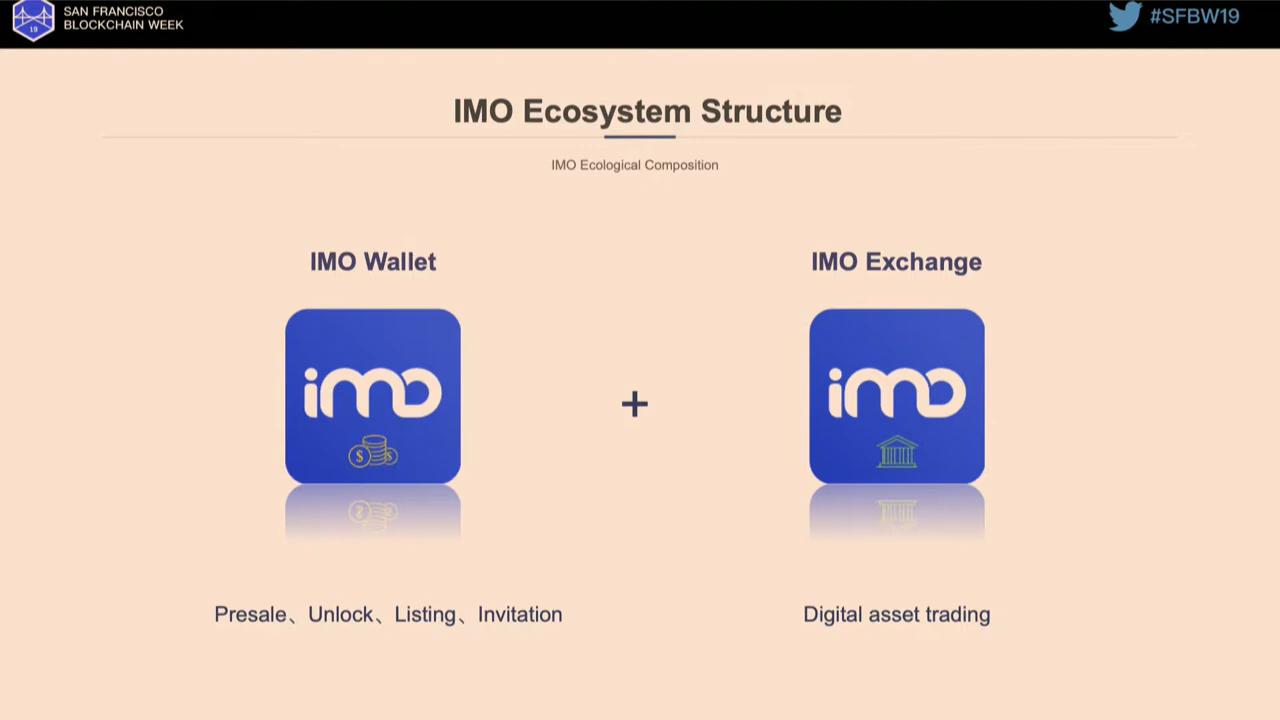 SAN FRANCISCO
BLOCKCHAIN WEEK
19
#SFBW19
IMO Ecosystem Structure
IMO Ecological Composition
IMO Wallet
IMO Exchange
imo
$ $
imo
+
Presale、Unlock、Listing、Invitation
Digital asset trading